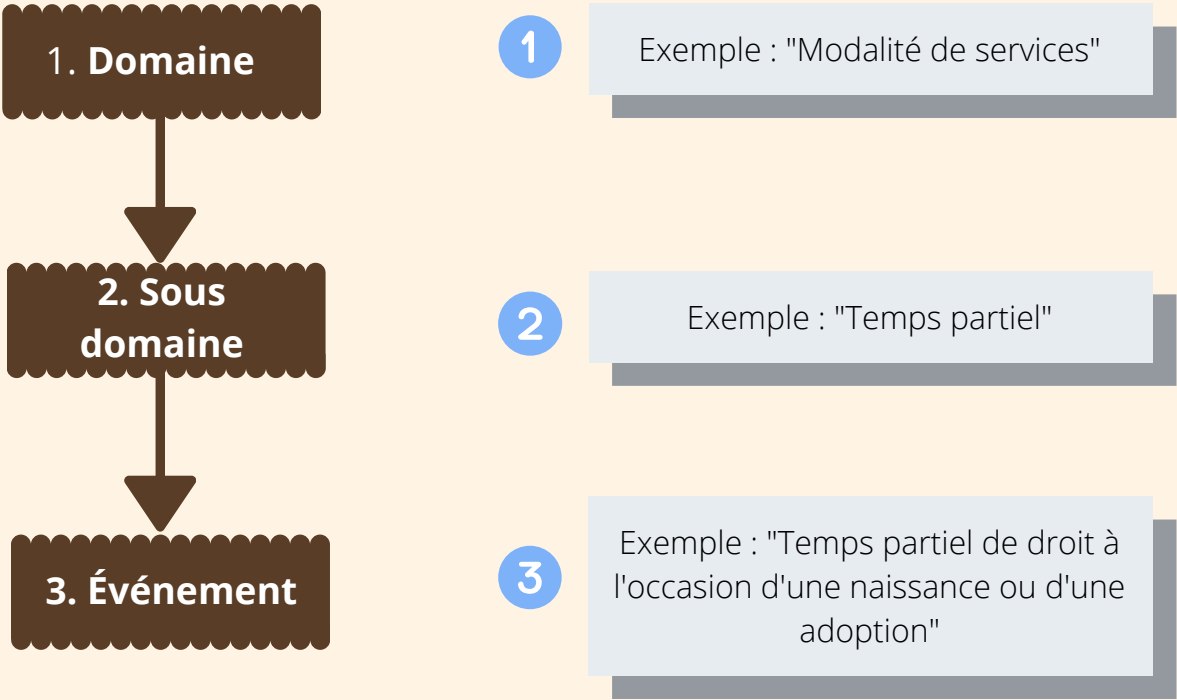 1. Domaine
1
Exemple : "Modalité de services"
2. Sous
domaine
2
Exemple : "Temps partiel"
3. Événement
3
Exemple : "Temps partiel de droit à
l'occasion d'une naissance ou d'une
adoption"